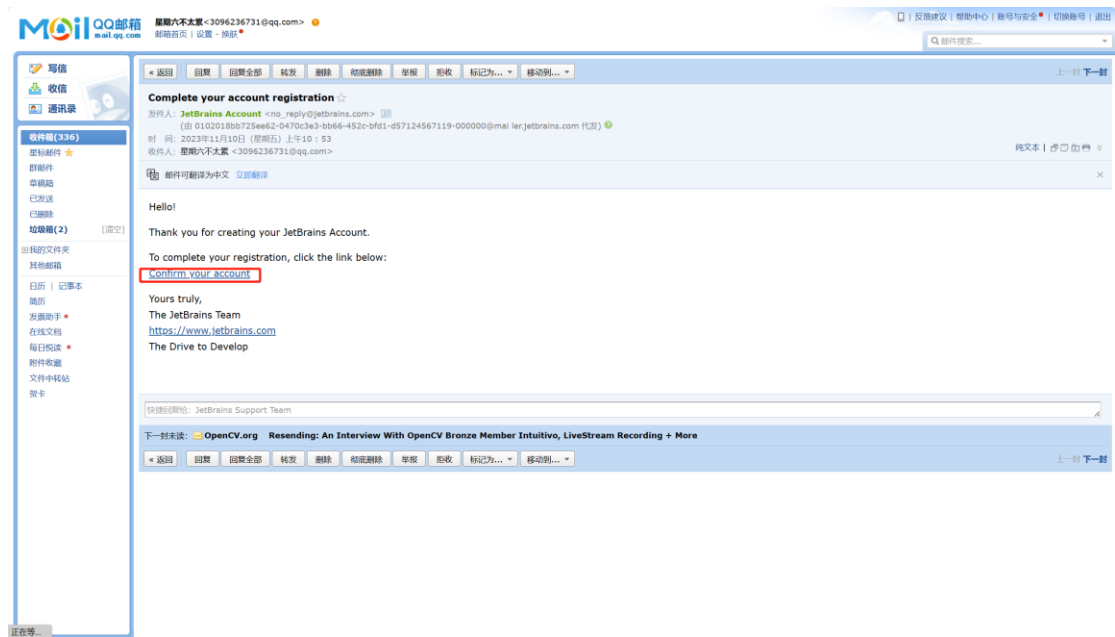 MOil QQ邮箱 mail.qq.com
星期六不太累<3096236731@qq.com>
邮箱首页 | 设置 - 换肤
反馈建议 | 帮助中心 | 账号与安全 | 切换账号 | 退出
邮件搜索...
写信
收信
通讯录
收件箱(336)
星标邮件
群邮件
草稿箱
已发送
已删除
垃圾箱(2) [清空]
我的文件夹
其他邮箱
日历 | 记事本
简历
发票助手
在线文档
每日悦读
附件收藏
文件中转站
贺卡
« 返回 回复 回复全部 转发 删除 彻底删除 举报 拒收 标记为... 移动到... 上一封 下一封
Complete your account registration
发件人: JetBrains Account <no_reply@jetbrains.com>
(由 0102018bb725ee62-0470c3e3-bb66-452c-bfd1-d57124567119-000000@mailer.jetbrains.com 代发)
时 间: 2023年11月10日 (星期五) 上午10:53
收件人: 星期六不太累 <3096236731@qq.com>
纯文本 |
邮件可翻译为中文 立即翻译
Hello!
Thank you for creating your JetBrains Account.
To complete your registration, click the link below:
Confirm your account
Yours truly,
The JetBrains Team
https://www.jetbrains.com
The Drive to Develop
快捷回复给: JetBrains Support Team
下一封未读: OpenCV.org Resending: An Interview With OpenCV Bronze Member Intuitivo, LiveStream Recording + More
« 返回 回复 回复全部 转发 删除 彻底删除 举报 拒收 标记为... 移动到... 上一封 下一封
正在等...